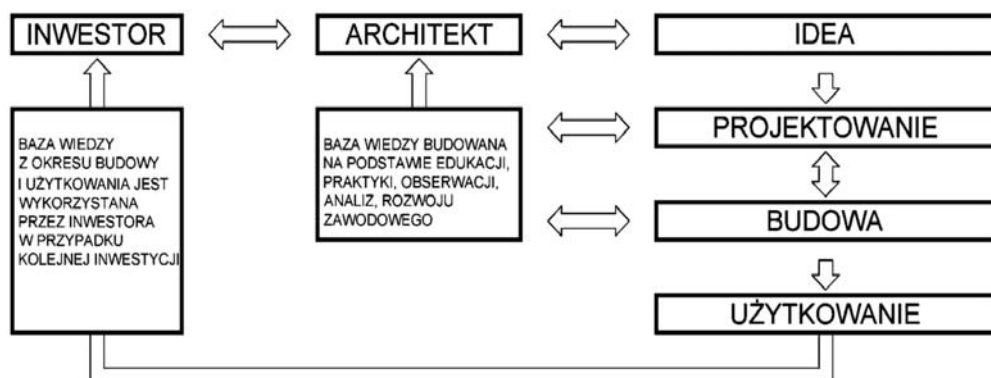 INWESTOR
ARCHITEKT
IDEA
BAZA WIEDZY
Z OKRESU BUDOWY
I UŻYTKOWANIA JEST
WYKORZYSTANA
PRZEZ INWESTORA
W PRZYPADKU
KOLEJNEJ INWESTYCJI
BAZA WIEDZY BUDOWANA
NA PODSTAWIE EDUKACJI,
PRAKTYKI, OBSERWACJI,
ANALIZ, ROZWOJU
ZAWODOWEGO
PROJEKTOWANIE
BUDOWA
UŻYTKOWANIE